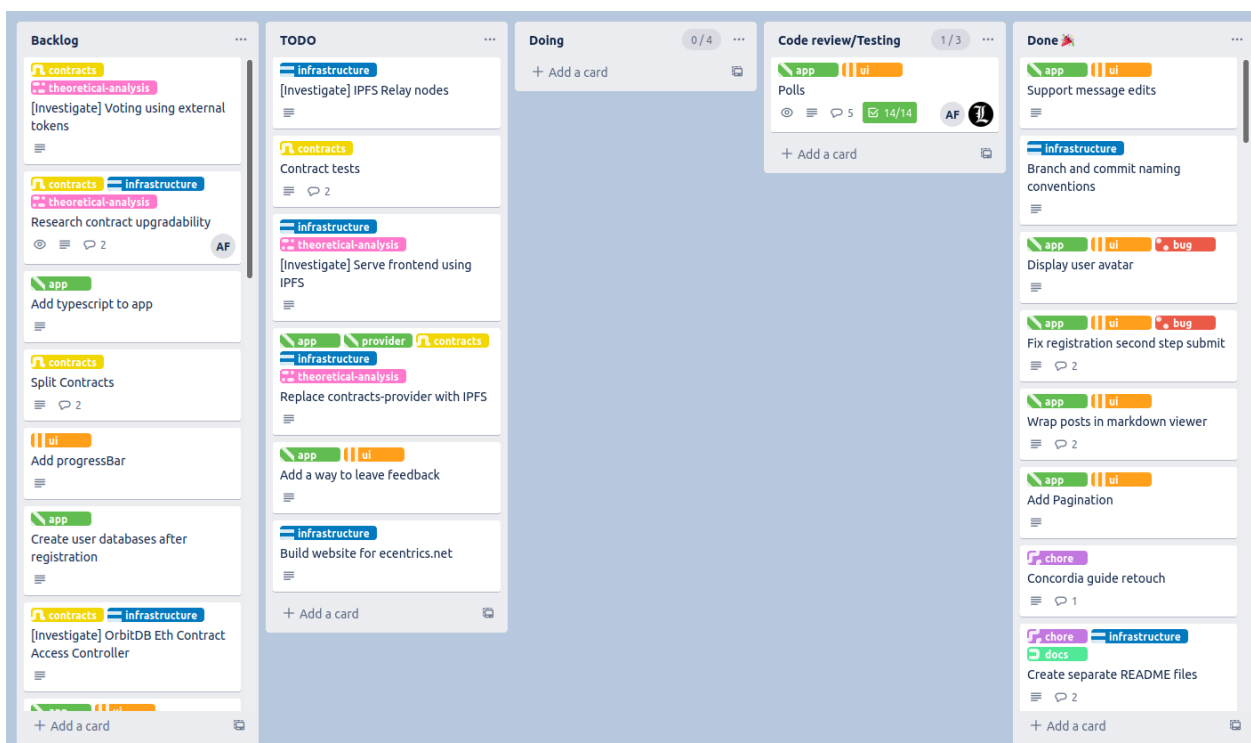 Backlog
contracts
theoretical-analysis
[Investigate] Voting using external
tokens
contracts infrastructure
theoretical-analysis
Research contract upgradability
2 AF
app
Add typescript to app
contracts
Split Contracts
2
ui
Add progressBar
app
Create user databases after
registration
contracts infrastructure
[Investigate] OrbitDB Eth Contract
Access Controller
app ui
+ Add a card
TODO
infrastructure
[Investigate] IPFS Relay nodes
contracts
Contract tests
2
infrastructure
theoretical-analysis
[Investigate] Serve frontend using
IPFS
app provider contracts
infrastructure
theoretical-analysis
Replace contracts-provider with IPFS
app ui
Add a way to leave feedback
infrastructure
Build website for ecentrics.net
+ Add a card
Doing 0/4
+ Add a card
Code review/Testing 1/3
app ui
Polls
5 14/14 AF L
+ Add a card
Done
app ui
Support message edits
infrastructure
Branch and commit naming
conventions
app ui bug
Display user avatar
app ui bug
Fix registration second step submit
2
app ui
Wrap posts in markdown viewer
2
app ui
Add Pagination
chore
Concordia guide retouch
1
chore infrastructure
docs
Create separate README files
2
+ Add a card